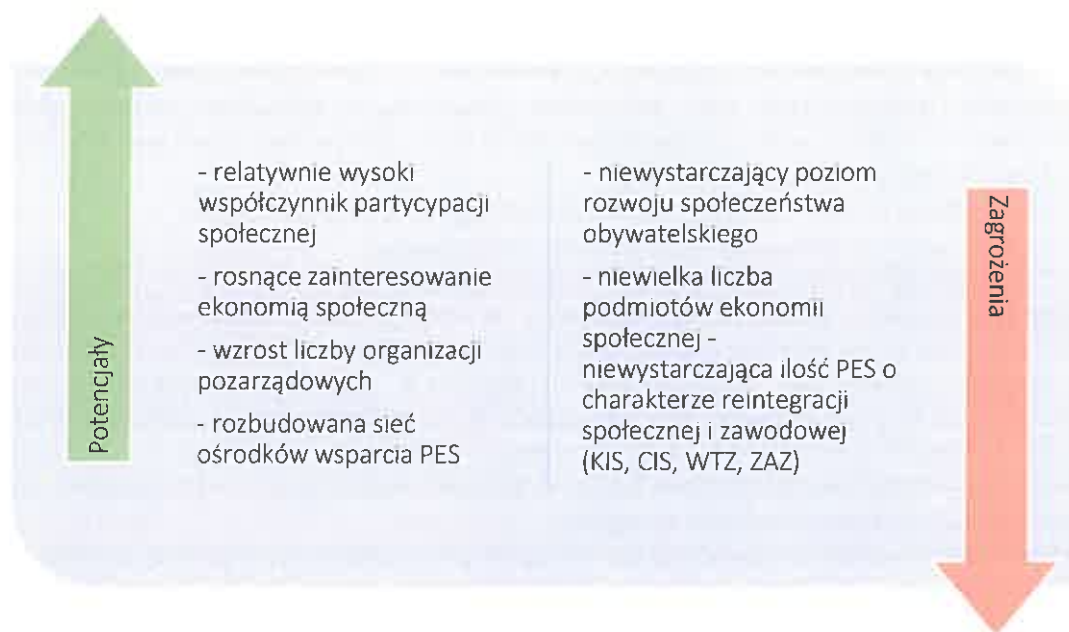 Potencjały
- relatywnie wysoki
współczynnik partycypacji
społecznej
- rosnące zainteresowanie
ekonomią społeczną
- wzrost liczby organizacji
pozarządowych
- rozbudowana sieć
ośrodków wsparcia PES
- niewystarczający poziom
rozwoju społeczeństwa
obywatelskiego
- niewielka liczba
podmiotów ekonomii
społecznej -
niewystarczająca ilość PES o
charakterze reintegracji
społecznej i zawodowej
(KIS, CIS, WTZ, ZAZ)
Zagrożenia